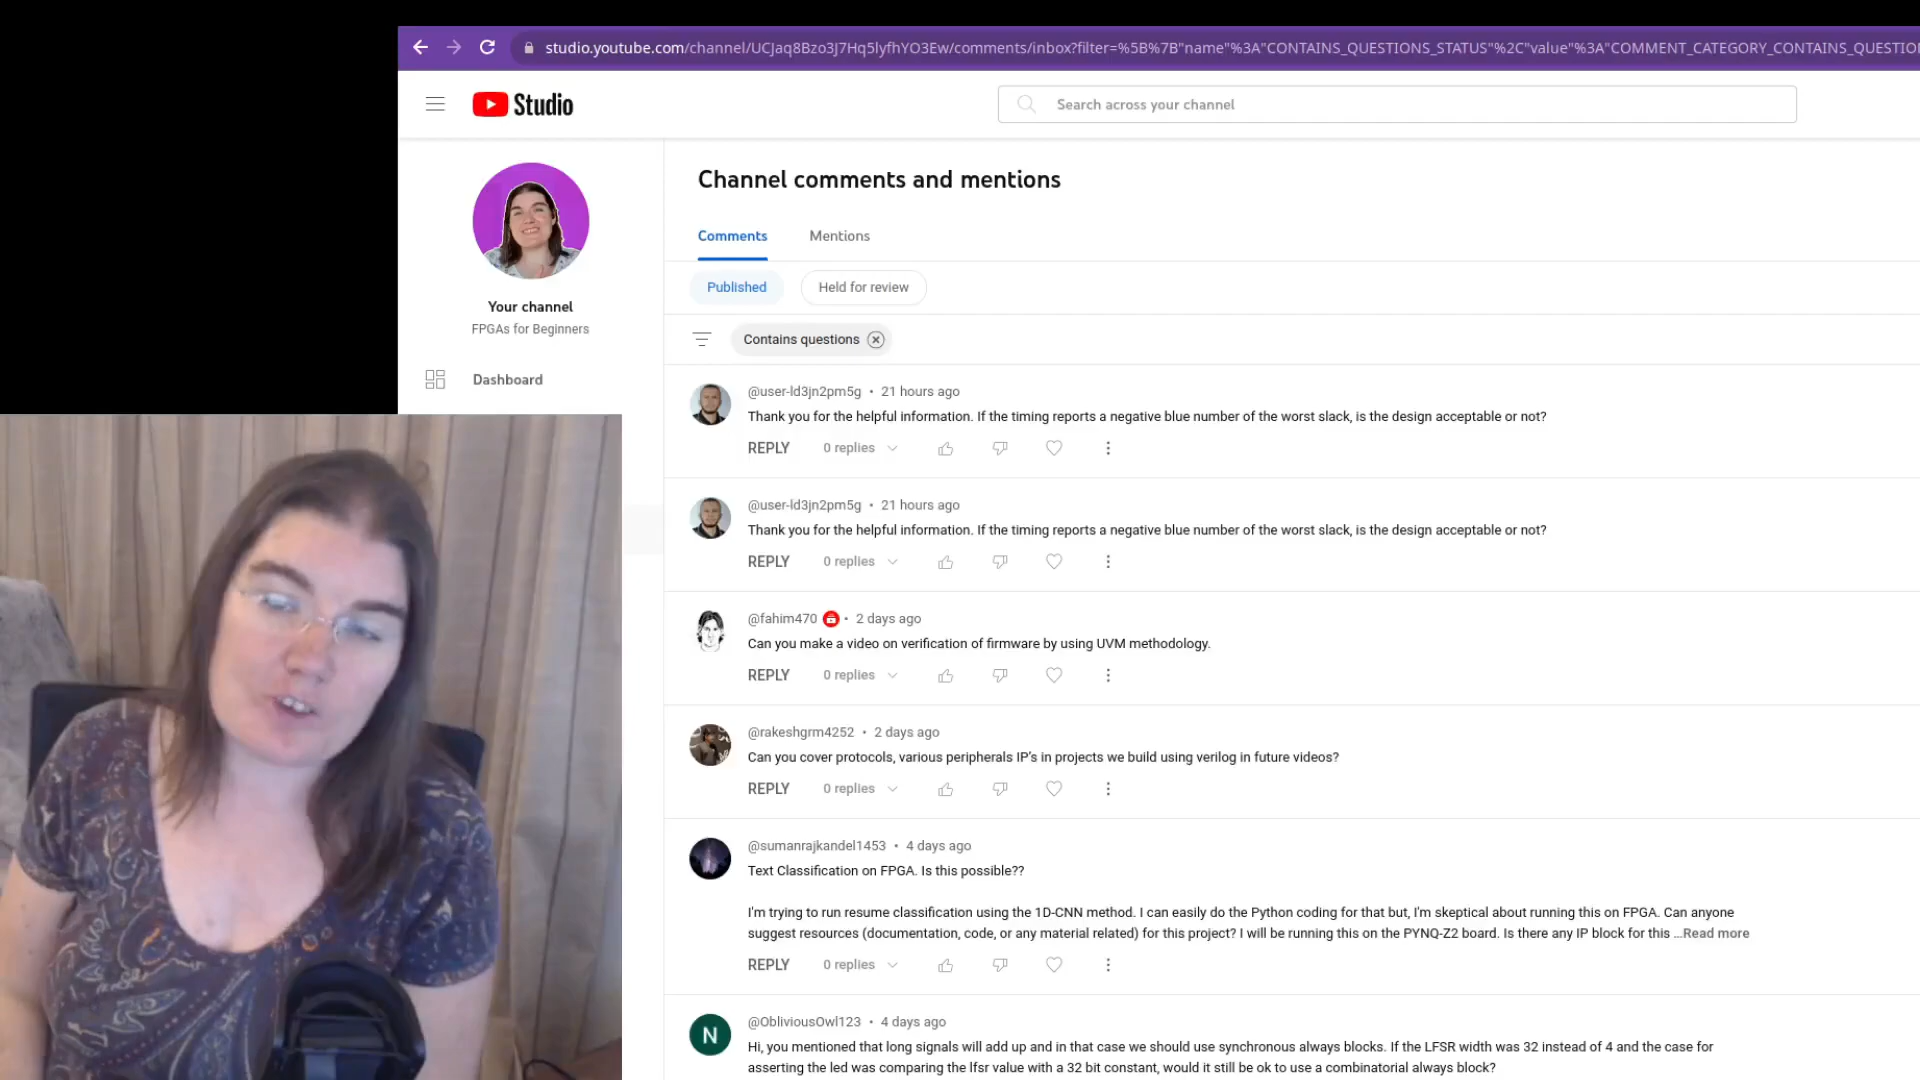 studio.youtube.com/channel/UCJaq8Bzo3J7Hq5lyfhYO3Ew/comments/inbox?filter=%5B%7B"name"%3A"CONTAINS_QUESTIONS_STATUS"%2C"value"%3A"COMMENT_CATEGORY_CONTAINS_QUESTIO
Studio
Search across your channel
Channel comments and mentions
Comments Mentions
Published Held for review
Your channel
FPGAs for Beginners
Contains questions
Dashboard
@user-ld3jn2pm5g • 21 hours ago
Thank you for the helpful information. If the timing reports a negative blue number of the worst slack, is the design acceptable or not?
REPLY 0 replies
@user-ld3jn2pm5g • 21 hours ago
Thank you for the helpful information. If the timing reports a negative blue number of the worst slack, is the design acceptable or not?
REPLY 0 replies
@fahim470 • 2 days ago
Can you make a video on verification of firmware by using UVM methodology.
REPLY 0 replies
@rakeshgrm4252 • 2 days ago
Can you cover protocols, various peripherals IP's in projects we build using verilog in future videos?
REPLY 0 replies
@sumanrajkandel1453 • 4 days ago
Text Classification on FPGA. Is this possible??
I'm trying to run resume classification using the 1D-CNN method. I can easily do the Python coding for that but, I'm skeptical about running this on FPGA. Can anyone
suggest resources (documentation, code, or any material related) for this project? I will be running this on the PYNQ-Z2 board. Is there any IP block for this ...Read more
REPLY 0 replies
N
@ObliviousOwl123 • 4 days ago
Hi, you mentioned that long signals will add up and in that case we should use synchronous always blocks. If the LFSR width was 32 instead of 4 and the case for
asserting the led was comparing the lfsr value with a 32 bit constant, would it still be ok to use a combinatorial always block?